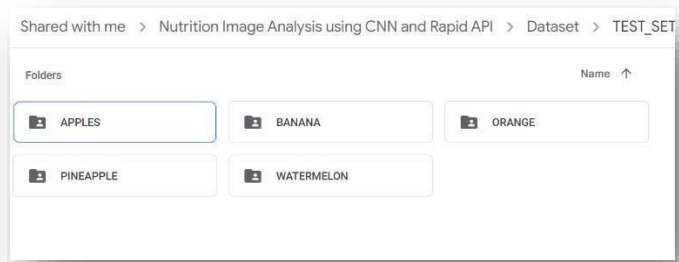 Shared with me > Nutrition Image Analysis using CNN and Rapid API > Dataset > TEST_SET
Folders Name ↑
APPLES BANANA ORANGE
PINEAPPLE WATERMELON